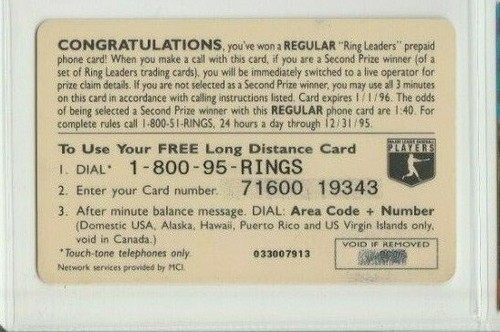 CONGRATULATIONS, you've won a REGULAR "Ring Leaders" prepaid
phone card! When you make a call with this card, if you are a Second Prize winner (of
a set of Ring Leaders trading cards), you will be immediately switched to a live operator for
prize claim details. If you are not selected as a Second Prize winner, you may use all 3 minutes
on this card in accordance with calling instructions listed. Card expires 1/1/96. The odds
of being selected a Second Prize Winner with this REGULAR phone card are 1:40. For
complete rules call 1-800-51-RINGS, 24 hours a day through 12/31/95.
To Use Your FREE Long Distance Card
1. DIAL* 1-800-95-RINGS
2. Enter your Card number. 71600 19343
3. After minute balance message. DIAL: Area Code + Number
(Domestic USA, Alaska, Hawaii, Puerto Rico and US Virgin Islands only,
void in Canada.)
*Touch-tone telephones only.
033007913
Network services provided by MCI.
MAJOR LEAGUE BASEBALL
PLAYERS
VOID IF REMOVED